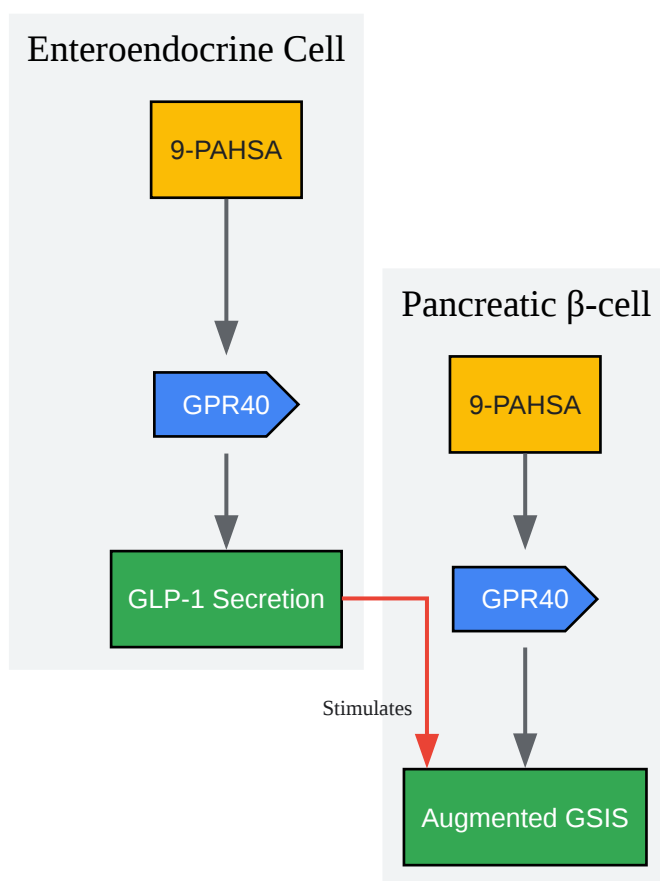 Enteroendocrine Cell
9-PAHSA
GPR40
GLP-1 Secretion
Stimulates
Pancreatic β-cell
9-PAHSA
GPR40
Augmented GSIS